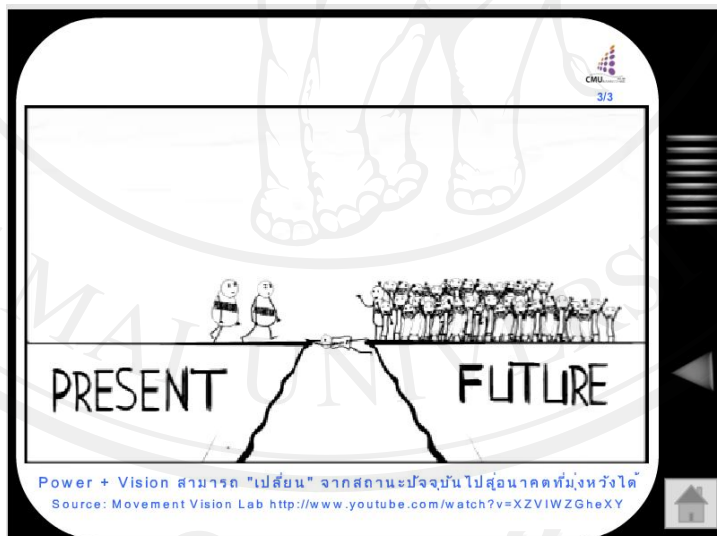 CMU
3/3
PRESENT
FUTURE
Power + Vision สามารถ "เปลี่ยน" จากสถานะปัจจุบันไปสู่อนาคตที่มุ่งหวังได้
Source: Movement Vision Lab http://www.youtube.com/watch?v=XZVIWZGheXY